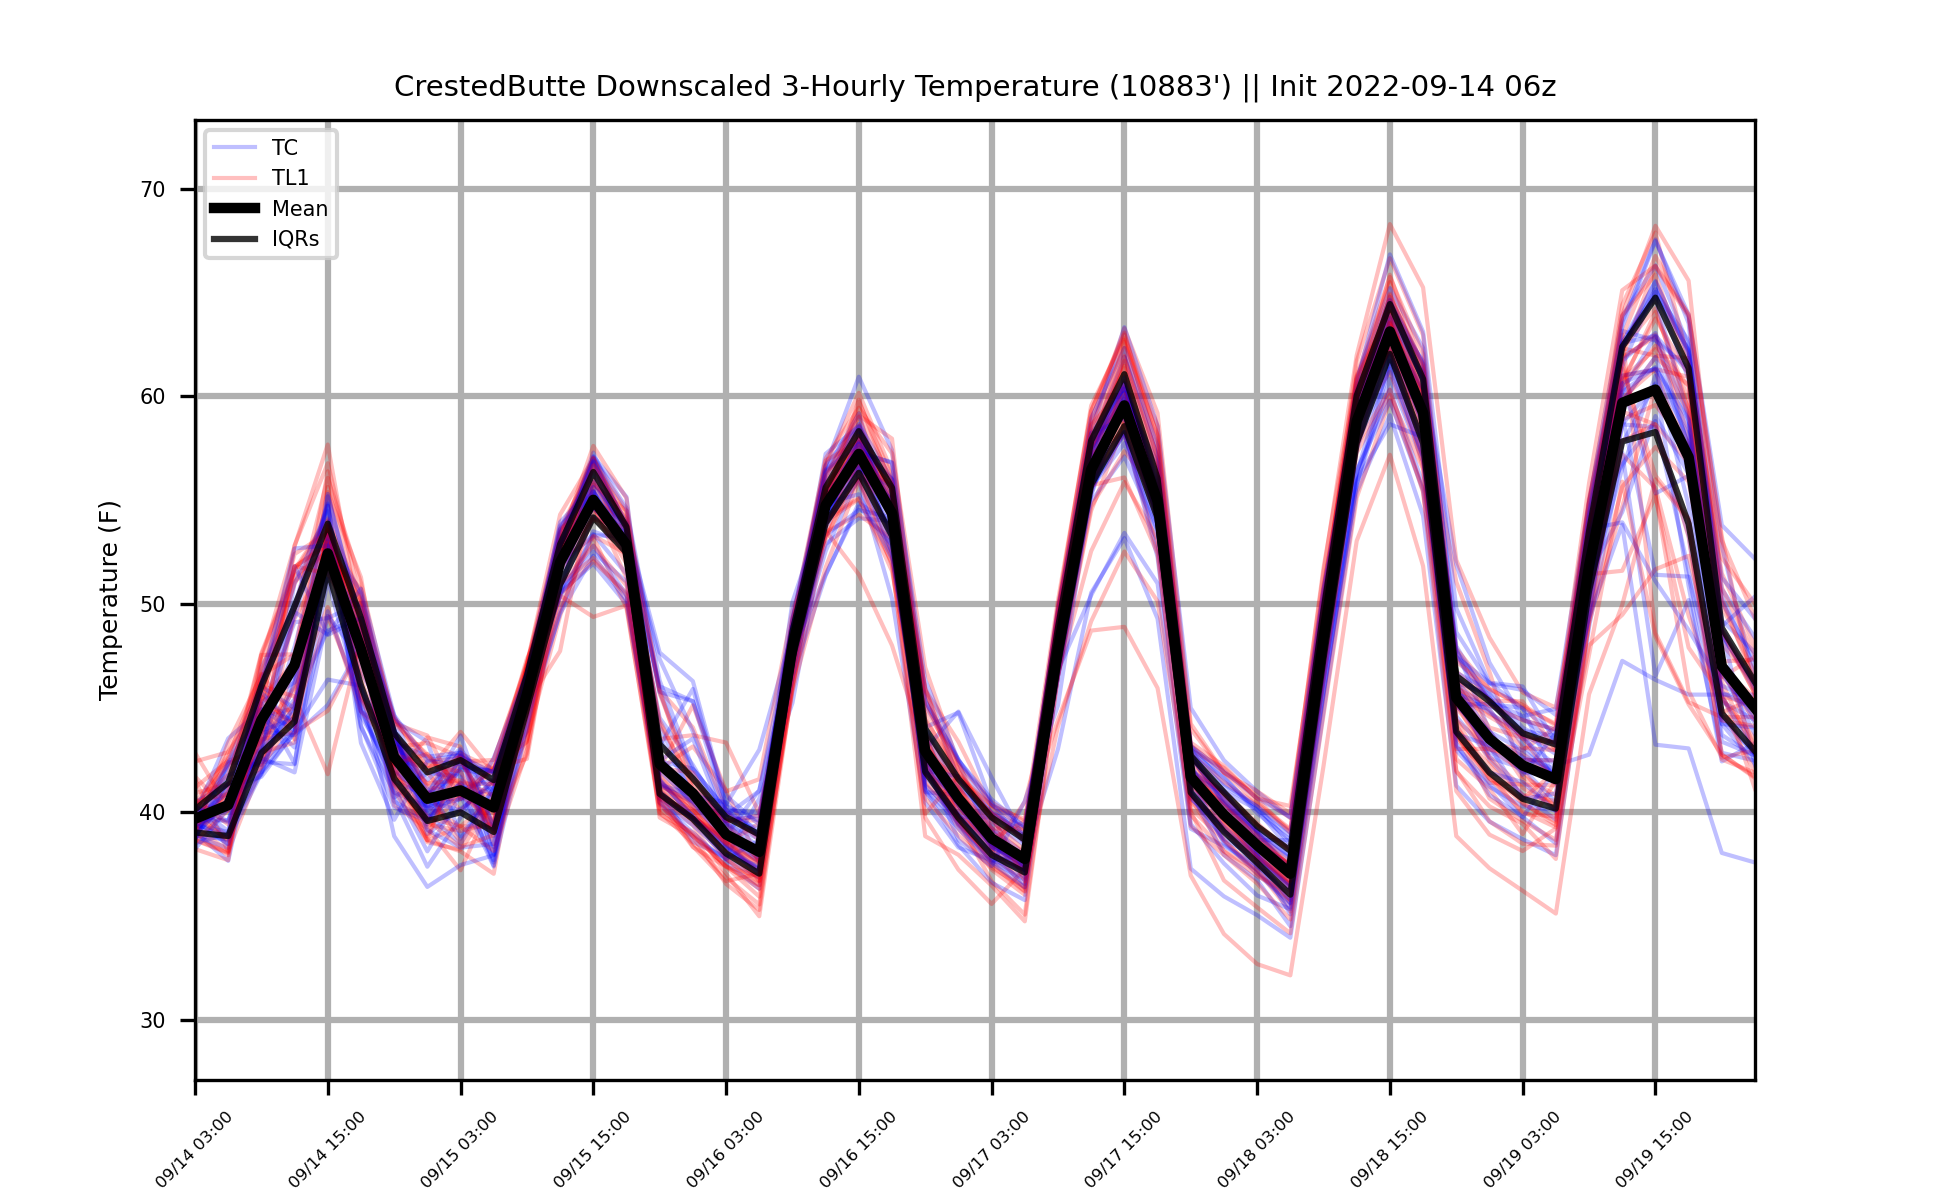 CrestedButte Downscaled 3-Hourly Temperature (10883') || Init 2022-09-14 06z
TC
TL1
Mean
IQRs
Temperature (F)
70
60
50
40
30
09/14 03:00
09/14 15:00
09/15 03:00
09/15 15:00
09/16 03:00
09/16 15:00
09/17 03:00
09/17 15:00
09/18 03:00
09/18 15:00
09/19 03:00
09/19 15:00